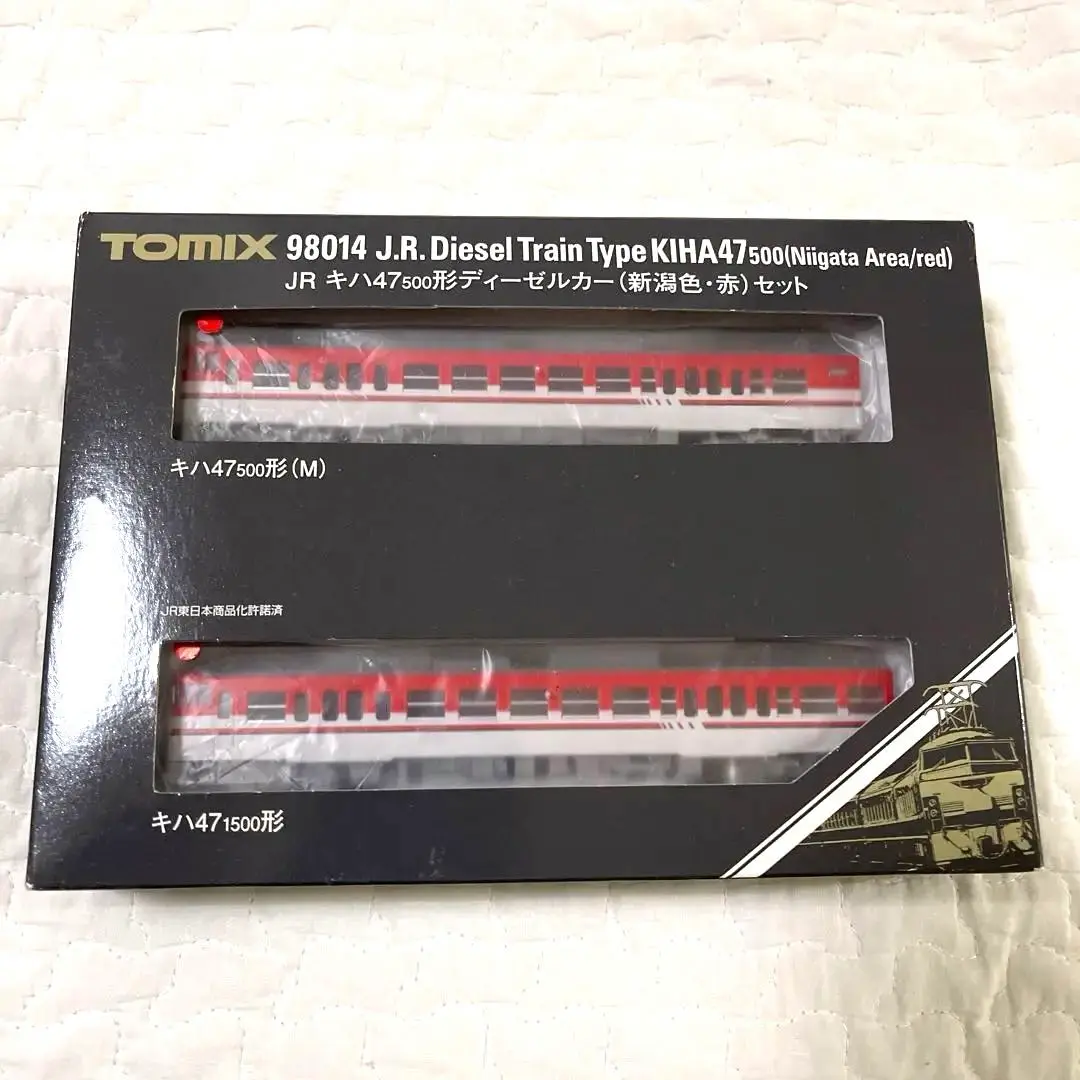 TOMIX 98014 J.R. Diesel Train Type KIHA47500(Niigata Area/red)
JR キハ47500形ディーゼルカー(新潟色・赤)セット
キハ47500形(M)
JR東日本商品化許諾済
キハ471500形